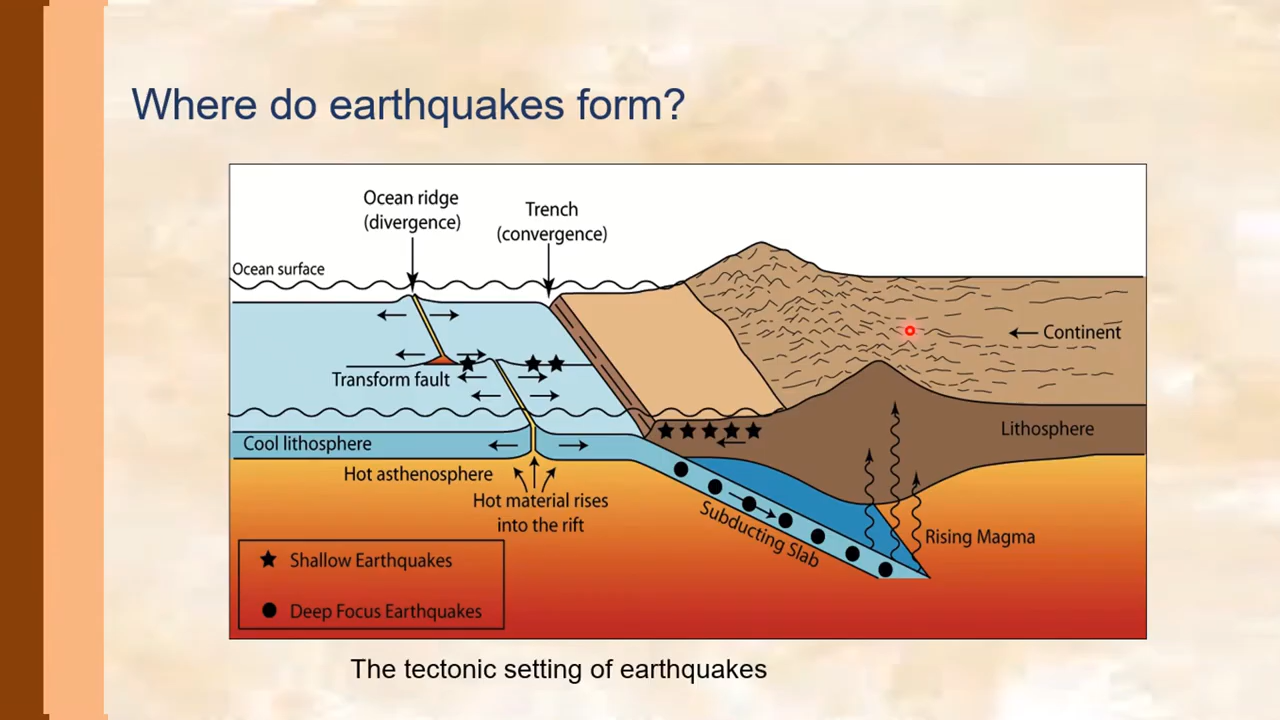 Where do earthquakes form?
Ocean ridge
(divergence)
Trench
(convergence)
Ocean surface
Continent
Transform fault
Lithosphere
Cool lithosphere
Hot asthenosphere
Hot material rises
into the rift
Subducting Slab
Rising Magma
Shallow Earthquakes
Deep Focus Earthquakes
The tectonic setting of earthquakes